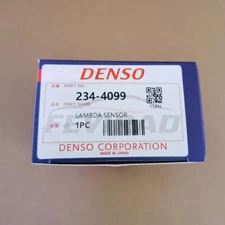 DENSO
PART NO.
234-4099
PART NAME
LAMBDA SENSOR
1PC
DENSO CORPORATION
MADE IN JAPAN